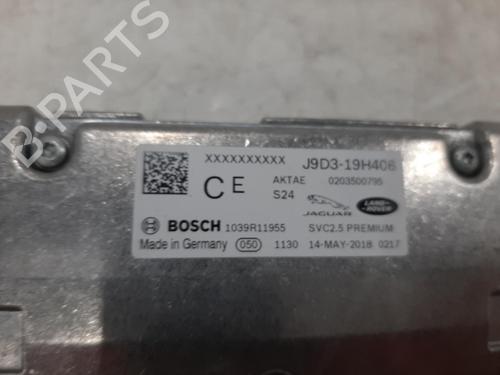 B-PARTS
XXXXXXXXXX J9D3-19H406
CE AKTAE 0203500795
S24
JAGUAR LAND ROVER
BOSCH 1039R11955 SVC2.5 PREMIUM
Made in Germany 050 1130 14-MAY-2018 0217